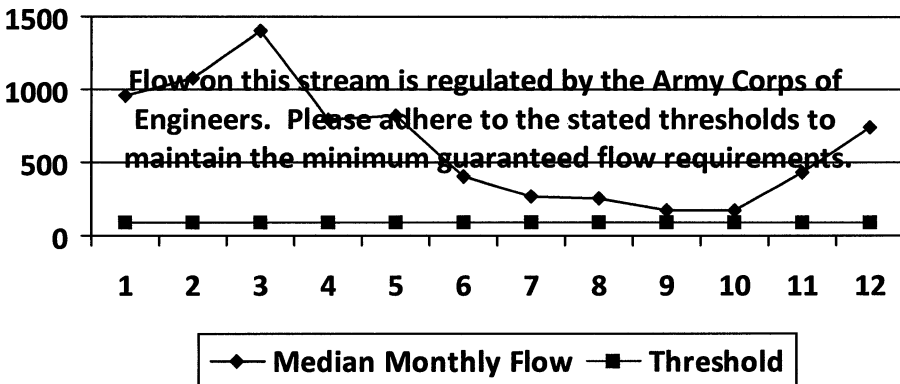 1500
Flow on this stream is regulated by the Army Corps of
1000
Engineers. Please adhere to the stated thresholds to
500
maintain the minimum guaranteed flow requirements.
0
1 2 3 4 5 6 7 8 9 10 11 12
Median Monthly Flow Threshold